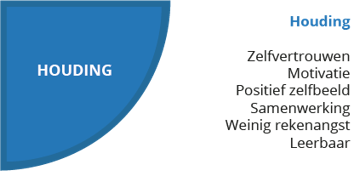 HOUDING
Houding
Zelfvertrouwen
Motivatie
Positief zelfbeeld
Samenwerking
Weinig rekenangst
Leerbaar